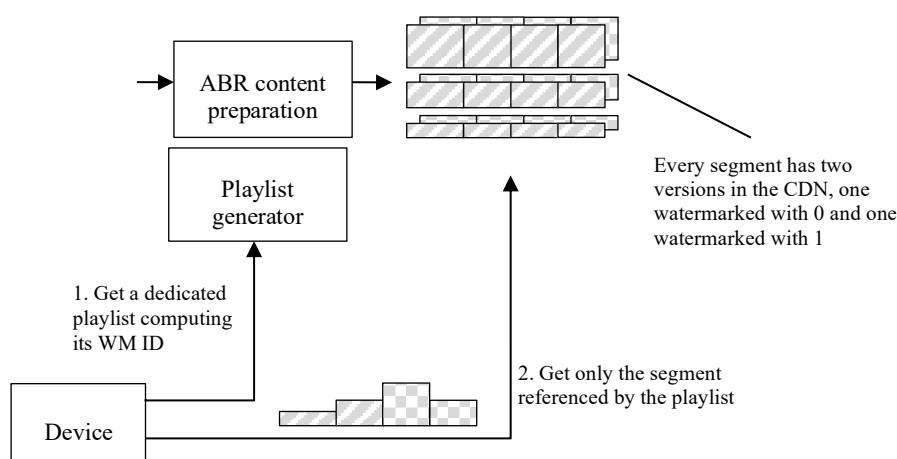 ABR content
preparation
Every segment has two
versions in the CDN, one
watermarked with 0 and one
watermarked with 1
Playlist
generator
1. Get a dedicated
playlist computing
its WM ID
2. Get only the segment
referenced by the playlist
Device